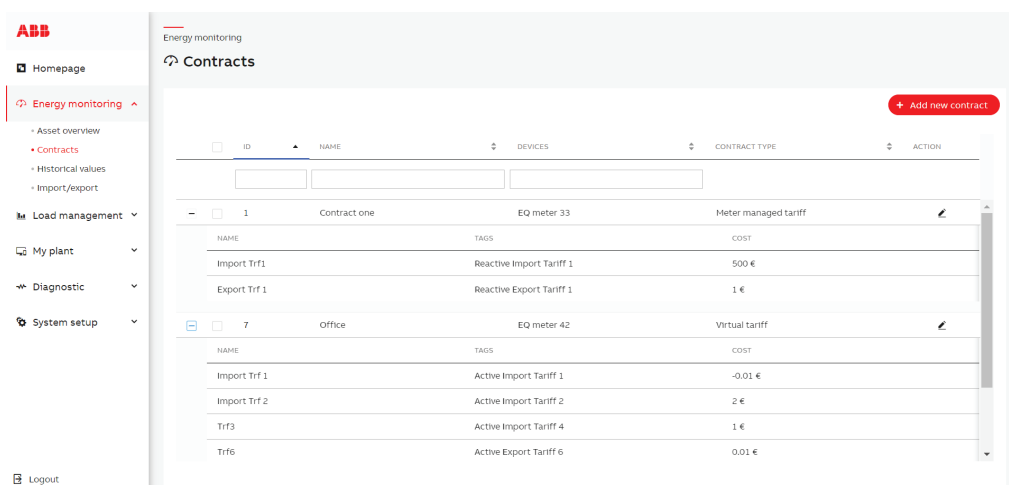 ABB
Homepage
Energy monitoring
Asset overview
Contracts
Historical values
Import/export
Load management
My plant
Diagnostic
System setup
Logout
Energy monitoring
Contracts
+ Add new contract
ID NAME DEVICES CONTRACT TYPE ACTION
1 Contract one EQ meter 33 Meter managed tariff
NAME TAGS COST
Import Trf1 Reactive Import Tariff 1 500 €
Export Trf 1 Reactive Export Tariff 1 1 €
7 Office EQ meter 42 Virtual tariff
NAME TAGS COST
Import Trf 1 Active Import Tariff 1 -0.01 €
Import Trf 2 Active Import Tariff 2 2 €
Trf3 Active Import Tariff 4 1 €
Trf6 Active Export Tariff 6 0.01 €